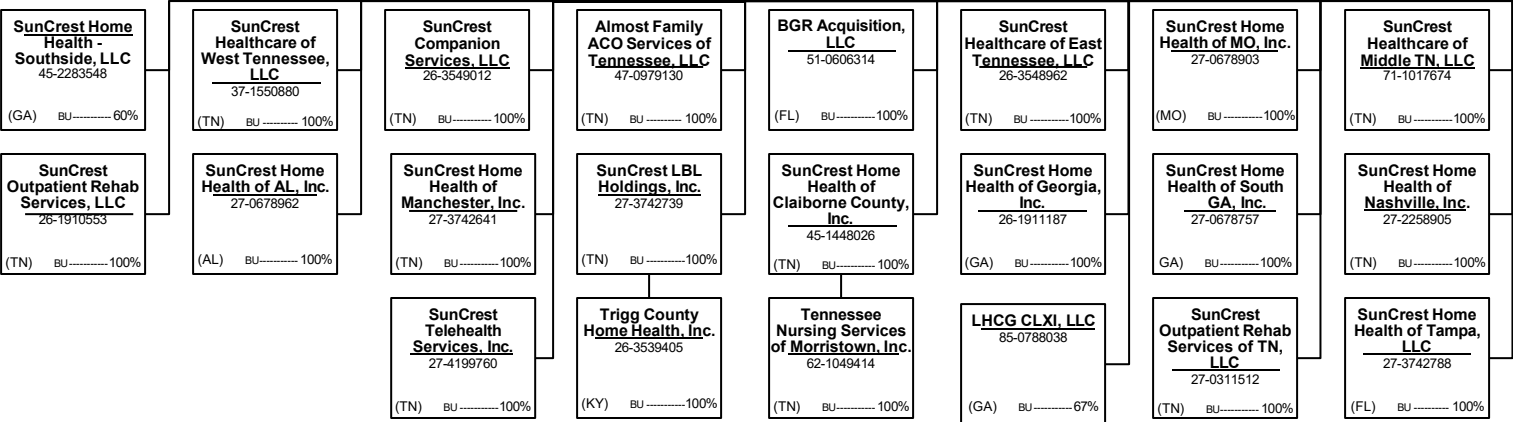 SunCrest Home
Health -
Southside, LLC
45-2283548
(GA) BU----------- 60%
SunCrest
Healthcare of
West Tennessee,
LLC
37-1550880
(TN) BU ---------- 100%
SunCrest
Companion
Services, LLC
26-3549012
(TN) BU----------- 100%
Almost Family
ACO Services of
Tennessee, LLC
47-0979130
(TN) BU ---------- 100%
BGR Acquisition,
LLC
51-0606314
(FL) BU-----------100%
SunCrest
Healthcare of East
Tennessee, LLC
26-3548962
(TN) BU-----------100%
SunCrest Home
Health of MO, Inc.
27-0678903
(MO) BU-----------100%
SunCrest
Healthcare of
Middle TN, LLC
71-1017674
(TN) BU-----------100%
SunCrest
Outpatient Rehab
Services, LLC
26-1910553
(TN) BU-----------100%
SunCrest Home
Health of AL, Inc.
27-0678962
(AL) BU----------- 100%
SunCrest Home
Health of
Manchester, Inc.
27-3742641
(TN) BU----------- 100%
SunCrest LBL
Holdings, Inc.
27-3742739
(TN) BU -----------100%
SunCrest Home
Health of
Claiborne County,
Inc.
45-1448026
(TN) BU----------- 100%
SunCrest Home
Health of Georgia,
Inc.
26-1911187
(GA) BU-----------100%
SunCrest Home
Health of South
GA, Inc.
27-0678757
GA) BU-----------100%
SunCrest Home
Health of
Nashville, Inc.
27-2258905
(TN) BU-----------100%
SunCrest
Telehealth
Services, Inc.
27-4199760
(TN) BU -----------100%
Trigg County
Home Health, Inc.
26-3539405
(KY) BU -----------100%
Tennessee
Nursing Services
of Morristown, Inc.
62-1049414
(TN) BU----------- 100%
LHCG CLXI, LLC
85-0788038
(GA) BU-----------67%
SunCrest
Outpatient Rehab
Services of TN,
LLC
27-0311512
(TN) BU----------- 100%
SunCrest Home
Health of Tampa,
LLC
27-3742788
(FL) BU ---------- 100%